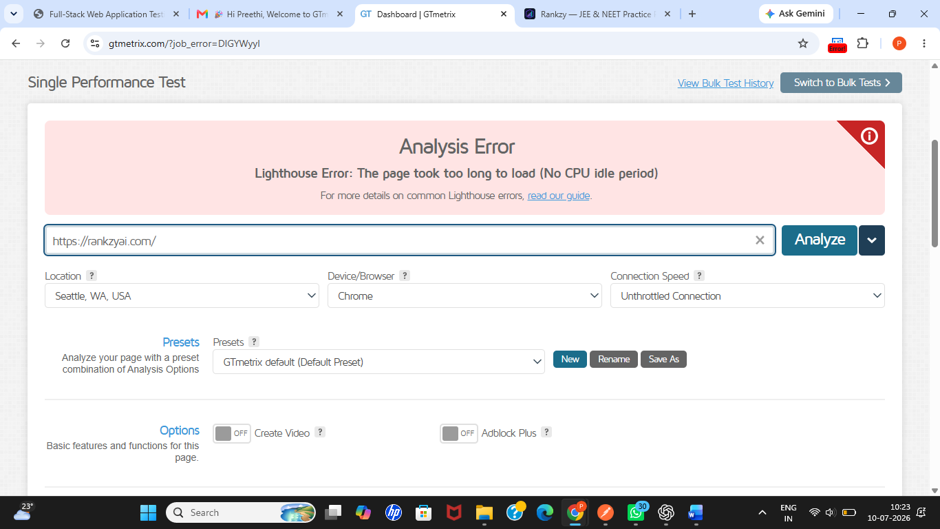 Full-Stack Web Application Test
Hi Preethi, Welcome to GTm
GT Dashboard | GTmetrix
Rankzy — JEE & NEET Practice
Ask Gemini
gtmetrix.com/?job_error=DIGYWyyI
Error
P
Single Performance Test
View Bulk Test History
Switch to Bulk Tests
Analysis Error
Lighthouse Error: The page took too long to load (No CPU idle period)
For more details on common Lighthouse errors, read our guide.
https://rankzyai.com/
Analyze
Location ?
Device/Browser ?
Connection Speed ?
Seattle, WA, USA
Chrome
Unthrottled Connection
Presets
Presets ?
Analyze your page with a preset
combination of Analysis Options
GTmetrix default (Default Preset)
New
Rename
Save As
Options
OFF Create Video ?
OFF Adblock Plus ?
Basic features and functions for this
page.
23°
Search
30
ENG
IN
10:23
10-07-2026